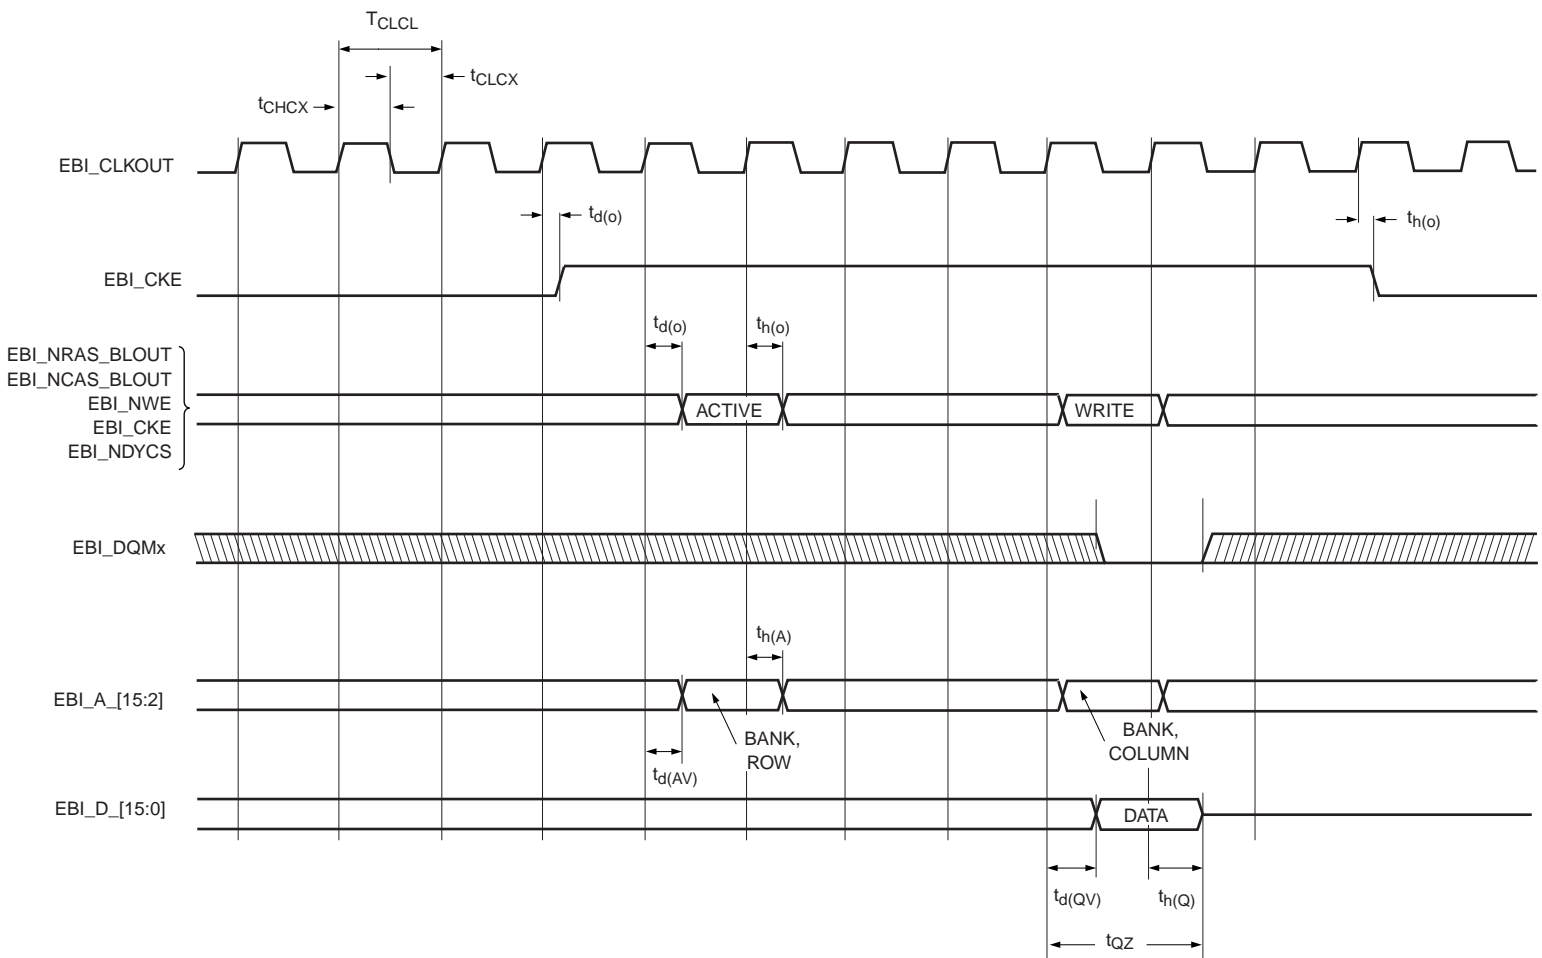 TCLCL
tCLCX
tCHCX
EBI_CLKOUT
td(o)
th(o)
EBI_CKE
td(o)
th(o)
EBI_NRAS_BLOUT
EBI_NCAS_BLOUT
EBI_NWE
EBI_CKE
EBI_NDYCS
ACTIVE
WRITE
EBI_DQMx
th(A)
EBI_A_[15:2]
BANK,
ROW
BANK,
COLUMN
td(AV)
EBI_D_[15:0]
DATA
td(QV)
th(Q)
tQZ